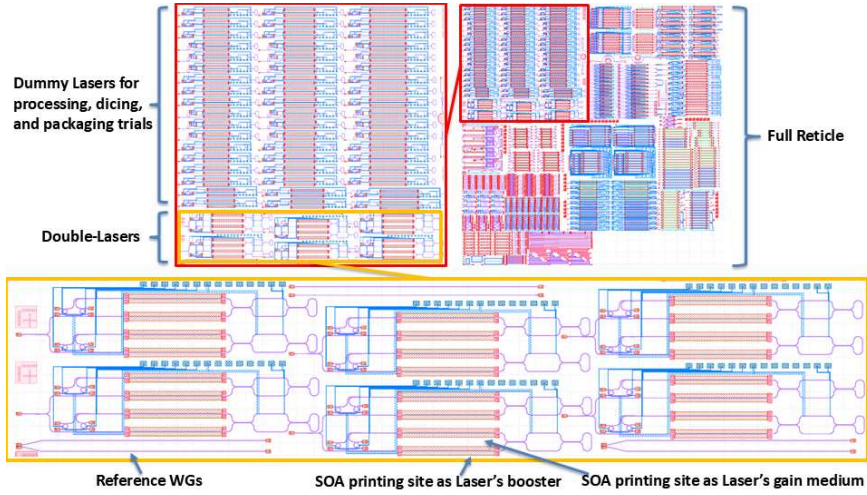 Dummy Lasers for
processing, dicing,
and packaging trials
Full Reticle
Double-Lasers
Reference WGs
SOA printing site as Laser's booster
SOA printing site as Laser's gain medium